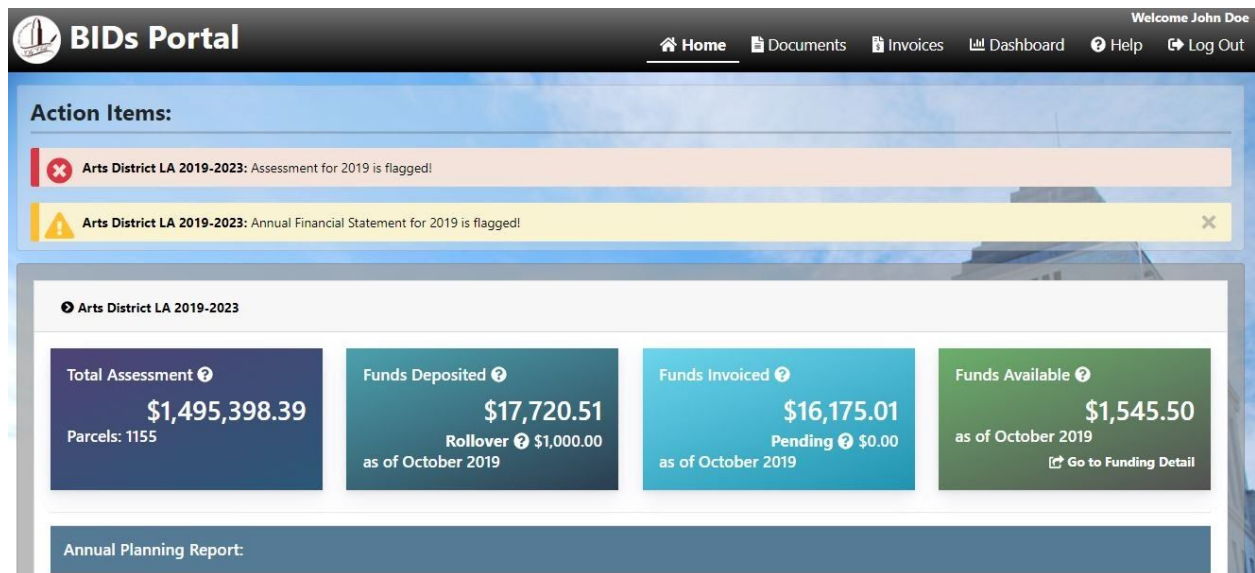 Welcome John Doe
BIDs Portal
Home Documents Invoices Dashboard Help Log Out
Action Items:
Arts District LA 2019-2023: Assessment for 2019 is flagged!
Arts District LA 2019-2023: Annual Financial Statement for 2019 is flagged!
Arts District LA 2019-2023
Total Assessment
$1,495,398.39
Parcels: 1155
Funds Deposited
$17,720.51
Rollover $1,000.00
as of October 2019
Funds Invoiced
$16,175.01
Pending $0.00
as of October 2019
Funds Available
$1,545.50
as of October 2019
Go to Funding Detail
Annual Planning Report: